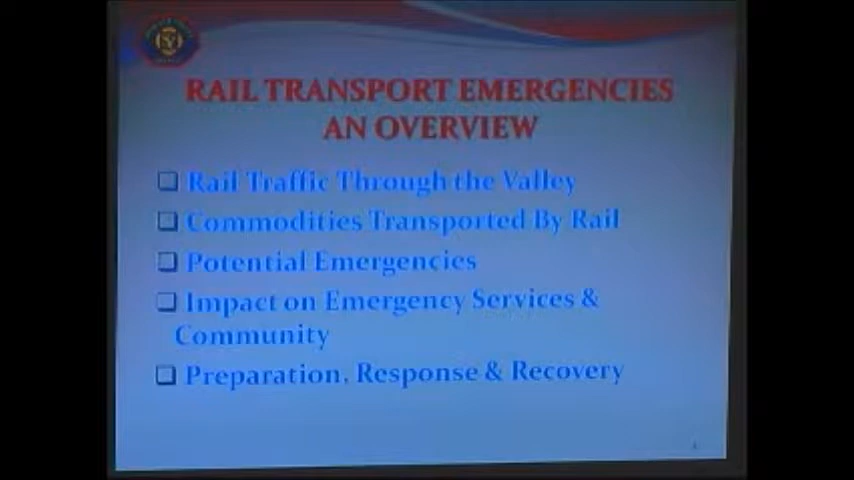 RAIL TRANSPORT EMERGENCIES
AN OVERVIEW
Rail Traffic Through the Valley
Commodities Transported By Rail
Potential Emergencies
Impact on Emergency Services &
Community
Preparation, Response & Recovery